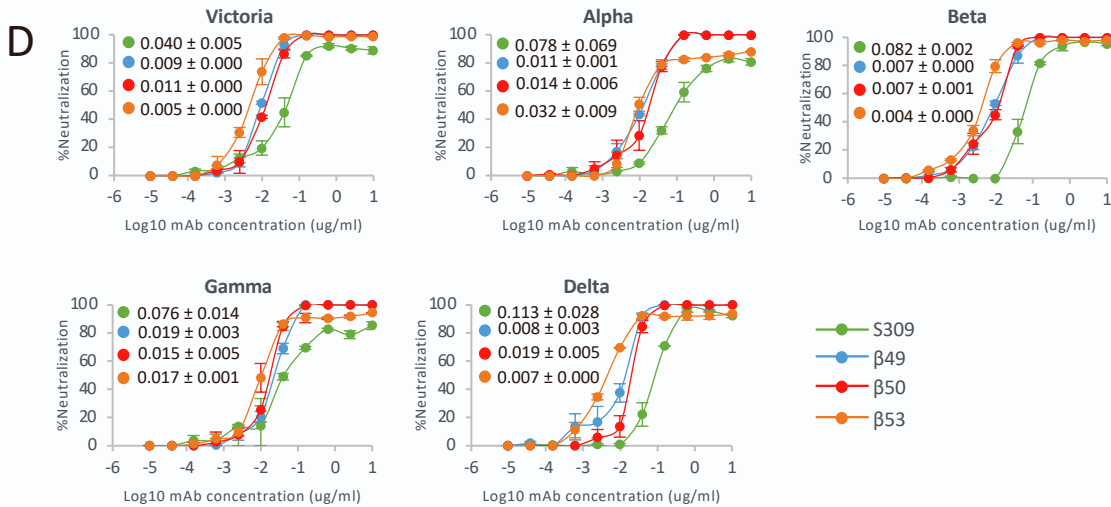 D
Victoria
%Neutralization
100
80
60
40
20
0
0.040 ± 0.005
0.009 ± 0.000
0.011 ± 0.000
0.005 ± 0.000
-6 -5 -4 -3 -2 -1 0 1
Log10 mAb concentration (ug/ml)
Alpha
%Neutralization
100
80
60
40
20
0
0.078 ± 0.069
0.011 ± 0.001
0.014 ± 0.006
0.032 ± 0.009
-6 -5 -4 -3 -2 -1 0 1
Log10 mAb concentration (ug/ml)
Beta
%Neutralization
100
80
60
40
20
0
0.082 ± 0.002
0.007 ± 0.000
0.007 ± 0.001
0.004 ± 0.000
-6 -5 -4 -3 -2 -1 0 1
Log10 mAb concentration (ug/ml)
Gamma
%Neutralization
100
80
60
40
20
0
0.076 ± 0.014
0.019 ± 0.003
0.015 ± 0.005
0.017 ± 0.001
-6 -5 -4 -3 -2 -1 0 1
Log10 mAb concentration (ug/ml)
Delta
%Neutralization
100
80
60
40
20
0
0.113 ± 0.028
0.008 ± 0.003
0.019 ± 0.005
0.007 ± 0.000
-6 -5 -4 -3 -2 -1 0 1
Log10 mAb concentration (ug/ml)
S309
β49
β50
β53